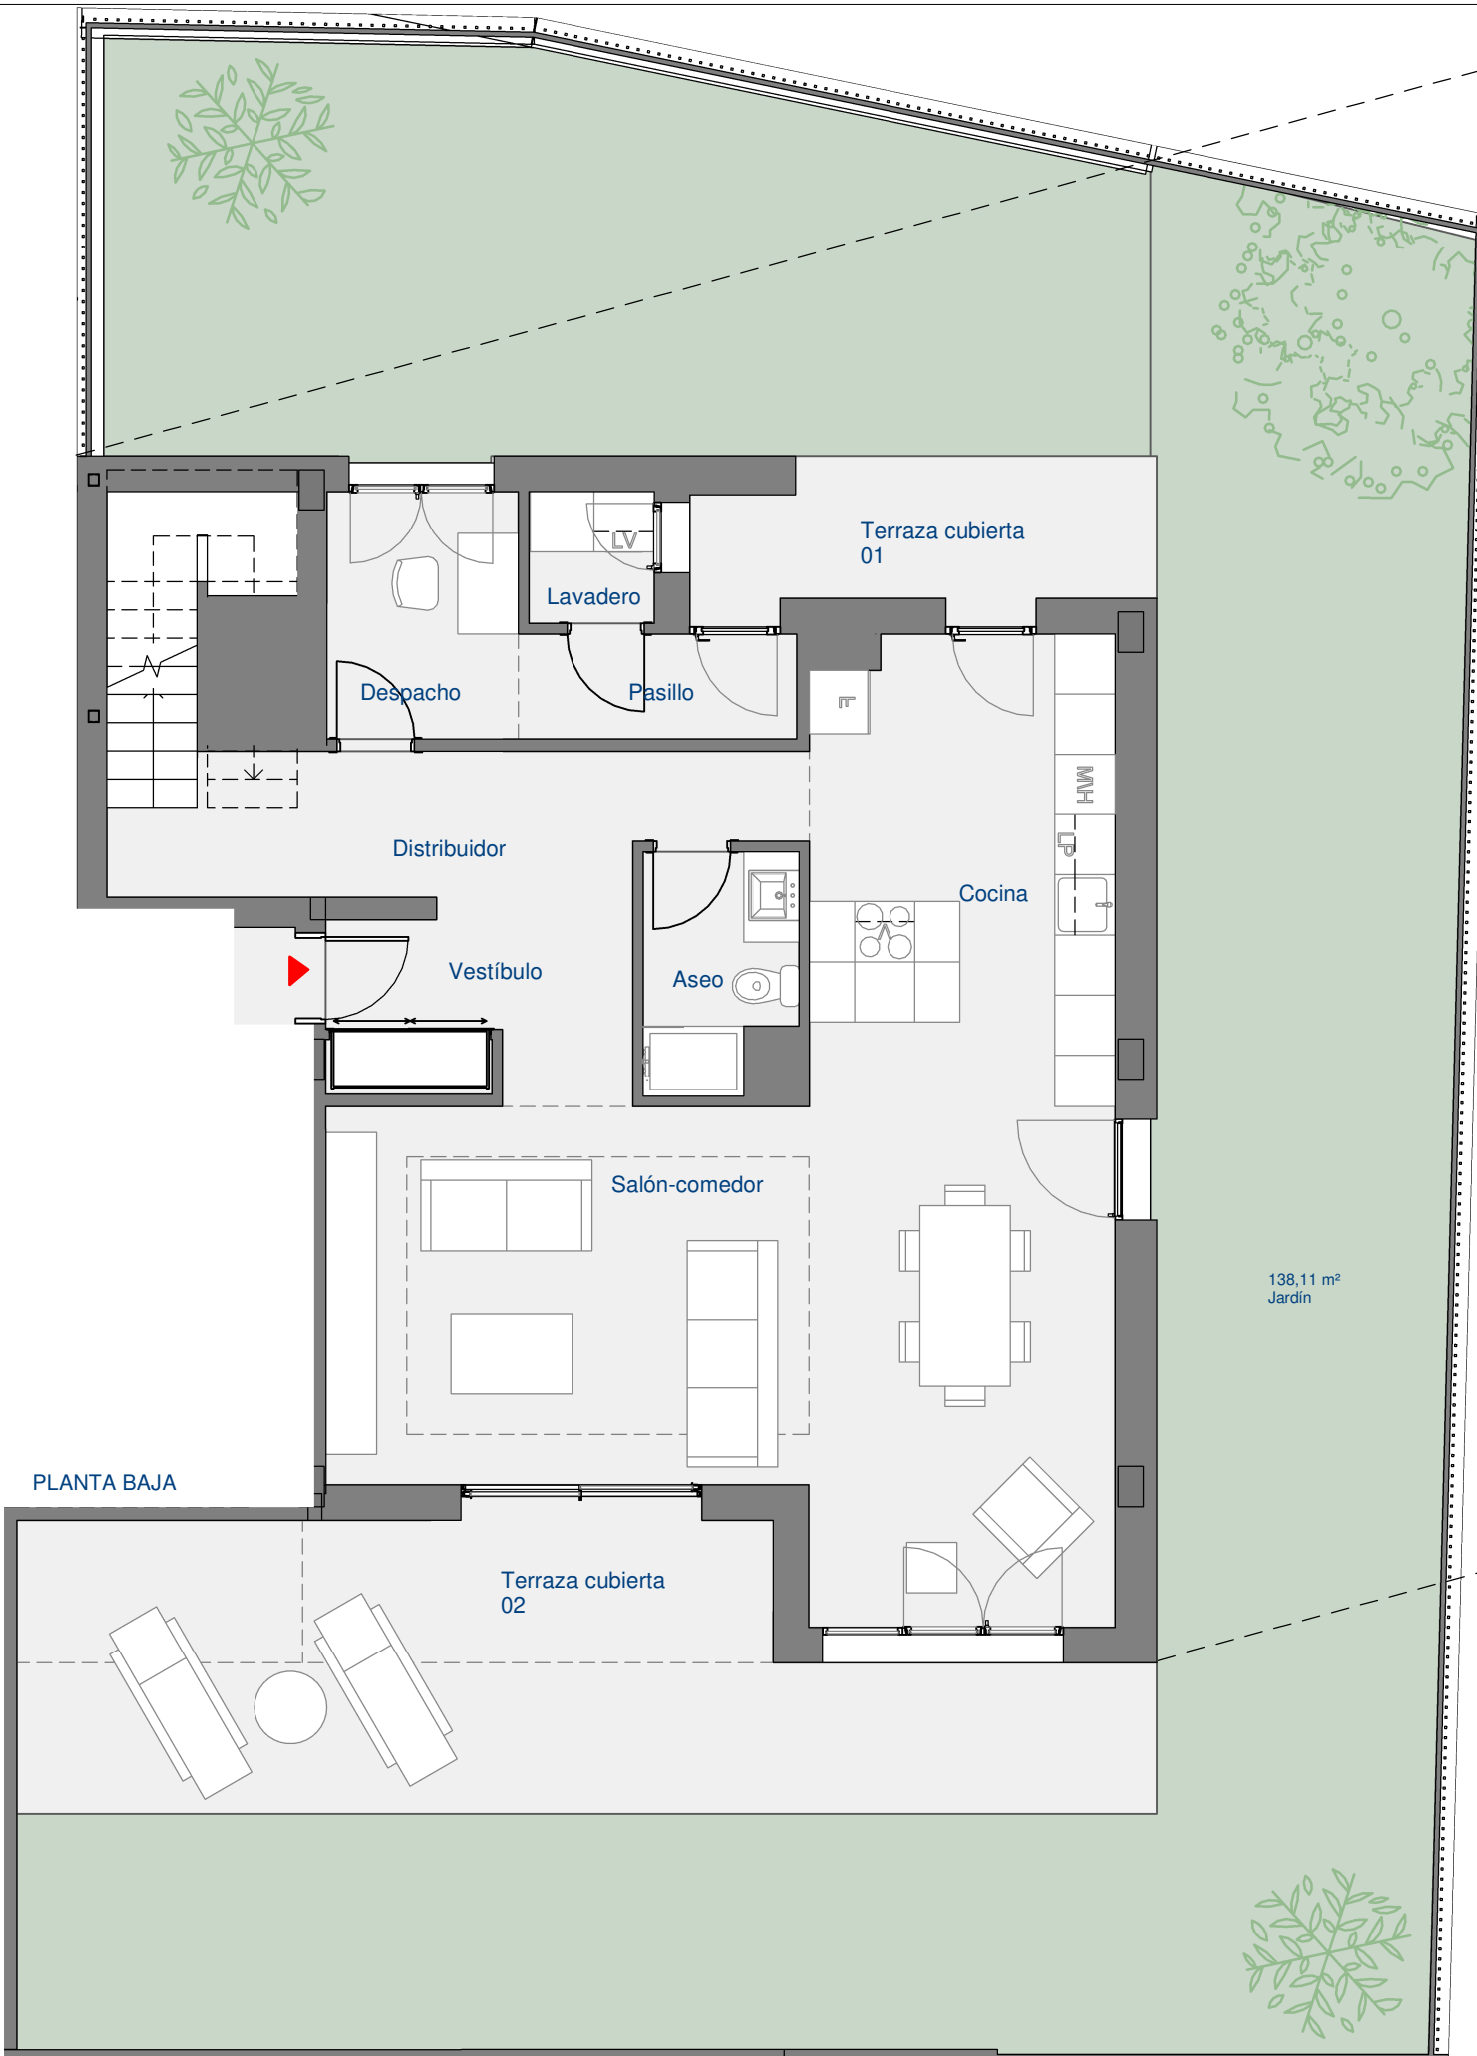 Terraza cubierta
01
LV
Lavadero
Despacho
Pasillo
F
MVH
LP
Distribuidor
Cocina
Vestíbulo
Aseo
Salón-comedor
138,11 m²
Jardín
PLANTA BAJA
Terraza cubierta
02